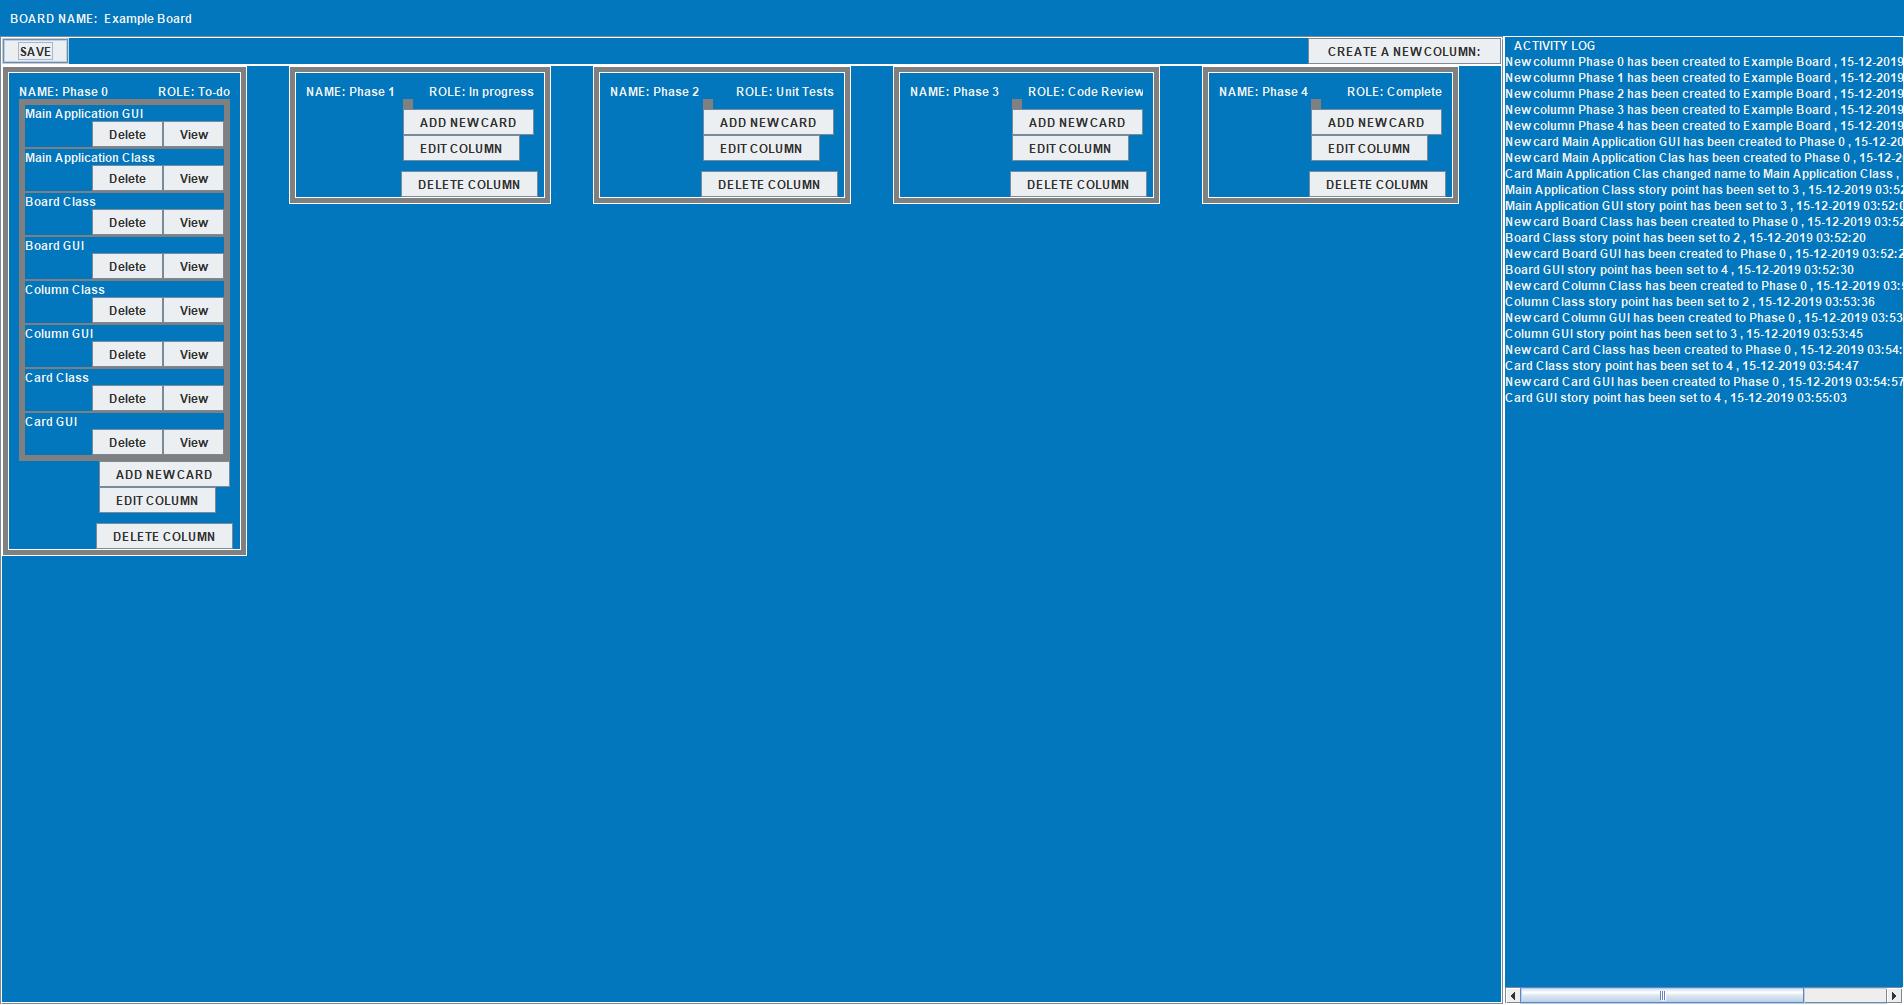 BOARD NAME: Example Board
SAVE
CREATE A NEW COLUMN:
NAME: Phase 0 ROLE: To-do
Main Application GUI
Delete View
Main Application Class
Delete View
Board Class
Delete View
Board GUI
Delete View
Column Class
Delete View
Column GUI
Delete View
Card Class
Delete View
Card GUI
Delete View
ADD NEW CARD
EDIT COLUMN
DELETE COLUMN
NAME: Phase 1 ROLE: In progress
ADD NEW CARD
EDIT COLUMN
DELETE COLUMN
NAME: Phase 2 ROLE: Unit Tests
ADD NEW CARD
EDIT COLUMN
DELETE COLUMN
NAME: Phase 3 ROLE: Code Review
ADD NEW CARD
EDIT COLUMN
DELETE COLUMN
NAME: Phase 4 ROLE: Complete
ADD NEW CARD
EDIT COLUMN
DELETE COLUMN
ACTIVITY LOG
New column Phase 0 has been created to Example Board , 15-12-2019
New column Phase 1 has been created to Example Board , 15-12-2019
New column Phase 2 has been created to Example Board , 15-12-2019
New column Phase 3 has been created to Example Board , 15-12-2019
New column Phase 4 has been created to Example Board , 15-12-2019
New card Main Application GUI has been created to Phase 0 , 15-12-20
New card Main Application Clas has been created to Phase 0 , 15-12-2
Card Main Application Clas changed name to Main Application Class ,
Main Application Class story point has been set to 3 , 15-12-2019 03:52
Main Application GUI story point has been set to 3 , 15-12-2019 03:52:0
New card Board Class has been created to Phase 0 , 15-12-2019 03:52
Board Class story point has been set to 2 , 15-12-2019 03:52:20
New card Board GUI has been created to Phase 0 , 15-12-2019 03:52:2
Board GUI story point has been set to 4 , 15-12-2019 03:52:30
New card Column Class has been created to Phase 0 , 15-12-2019 03:
Column Class story point has been set to 2 , 15-12-2019 03:53:36
New card Column GUI has been created to Phase 0 , 15-12-2019 03:53
Column GUI story point has been set to 3 , 15-12-2019 03:53:45
New card Card Class has been created to Phase 0 , 15-12-2019 03:54:
Card Class story point has been set to 4 , 15-12-2019 03:54:47
New card Card GUI has been created to Phase 0 , 15-12-2019 03:54:57
Card GUI story point has been set to 4 , 15-12-2019 03:55:03